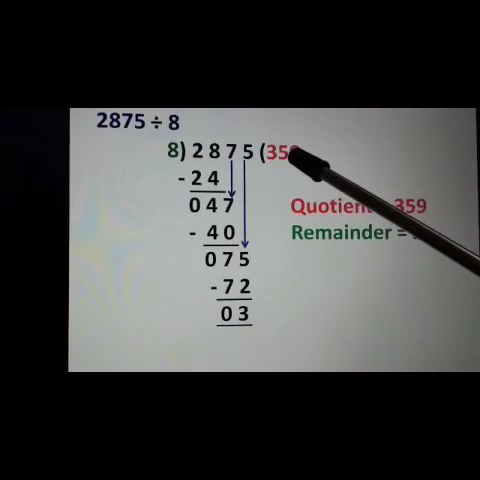 2875 ÷ 8
8) 2 8 7 5 (35
- 2 4
0 4 7
- 4 0
0 7 5
- 7 2
0 3
Quotient 359
Remainder =